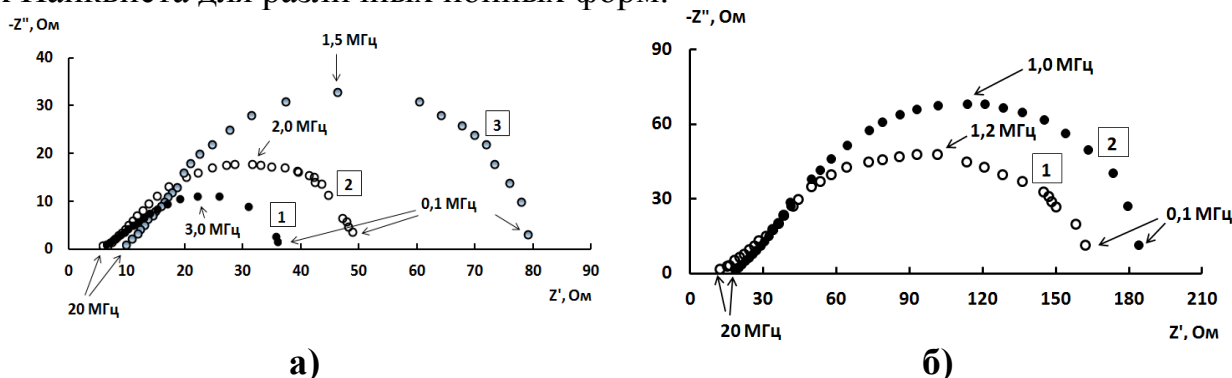 для различных ионных форм.
-Z", Ом
40
30
20
10
0
0 10 20 30 40 50 60 70 80 90
Z', Ом
1,5 МГц
2,0 МГц
3,0 МГц
0,1 МГц
20 МГц
1
2
3
а)
-Z", Ом
90
60
30
0
0 30 60 90 120 150 180 210
Z', Ом
1,0 МГц
1,2 МГц
0,1 МГц
20 МГц
1
2
б)